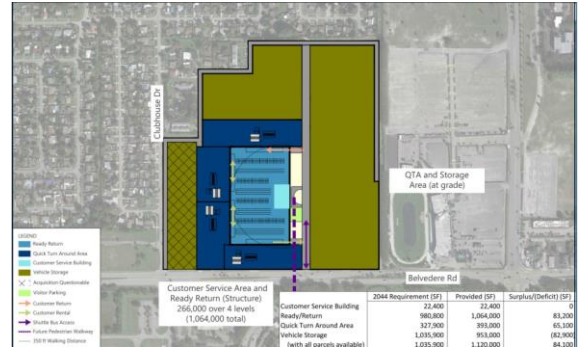 Clubhouse Dr
QTA and Storage
Area (at grade)
Belvedere Rd
LEGEND
Ready Return
Quick Turn Around Area
Customer Service Building
Vehicle Storage
Acquisition Questionable
Visitor Parking
Customer Return
Customer Rental
Shuttle Bus Access
Future Pedestrian Walkway
350 ft Walking Distance
Customer Service Area and
Ready Return (Structure)
266,000 over 4 levels
(1,064,000 total)
2044 Requirement (SF) Provided (SF) Surplus/(Deficit) (SF)
Customer Service Building 22,400 22,400 0
Ready/Return 980,800 1,064,000 83,200
Quick Turn Around Area 327,900 393,000 65,100
Vehicle Storage 1,035,900 953,000 (82,900)
(with all parcels available) 1,035,900 1,120,000 84,100